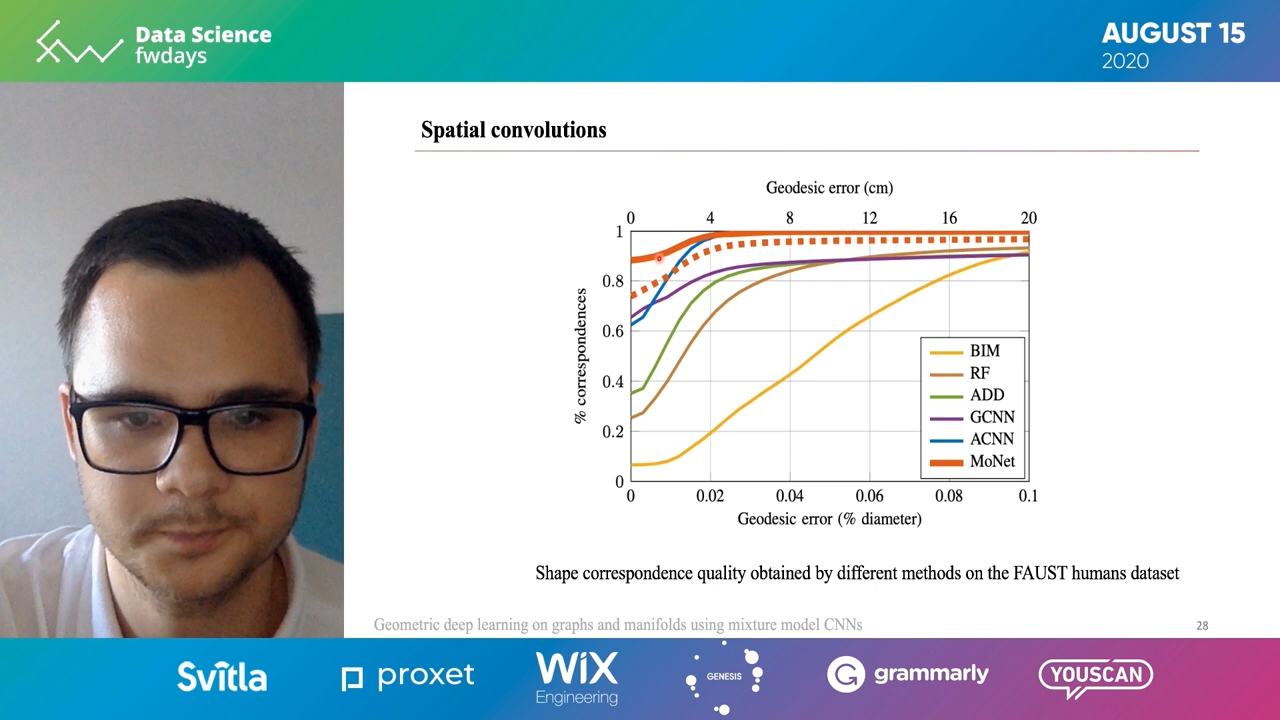 Data Science
fwdays
AUGUST 15
2020
Spatial convolutions
Geodesic error (cm)
0 4 8 12 16 20
1
0.8
0.6
0.4
0.2
0
% correspondences
BIM
RF
ADD
GCNN
ACNN
MoNet
0 0.02 0.04 0.06 0.08 0.1
Geodesic error (% diameter)
Shape correspondence quality obtained by different methods on the FAUST humans dataset
Geometric deep learning on graphs and manifolds using mixture model CNNs
28
Svitla
proxet
WiX
Engineering
GENESIS
grammarly
YOUSCAN